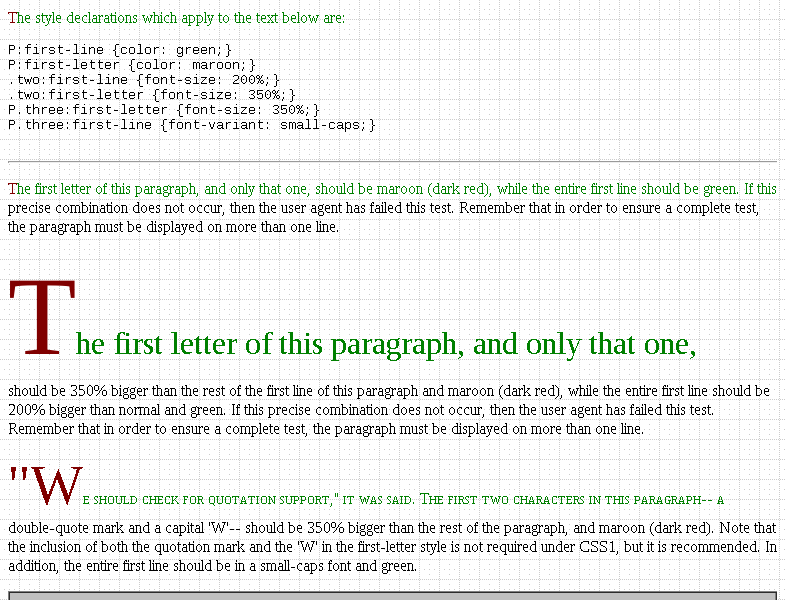 The style declarations which apply to the text below are:
P:first-line {color: green;}
P:first-letter {color: maroon;}
.two:first-line {font-size: 200%;}
.two:first-letter {font-size: 350%;}
P.three:first-letter {font-size: 350%;}
P.three:first-line {font-variant: small-caps;}
The first letter of this paragraph, and only that one, should be maroon (dark red), while the entire first line should be green. If this
precise combination does not occur, then the user agent has failed this test. Remember that in order to ensure a complete test,
the paragraph must be displayed on more than one line.
The first letter of this paragraph, and only that one,
should be 350% bigger than the rest of the first line of this paragraph and maroon (dark red), while the entire first line should be
200% bigger than normal and green. If this precise combination does not occur, then the user agent has failed this test.
Remember that in order to ensure a complete test, the paragraph must be displayed on more than one line.
"We should check for quotation support," it was said. The first two characters in this paragraph-- a
double-quote mark and a capital 'W'-- should be 350% bigger than the rest of the paragraph, and maroon (dark red). Note that
the inclusion of both the quotation mark and the 'W' in the first-letter style is not required under CSS1, but it is recommended. In
addition, the entire first line should be in a small-caps font and green.